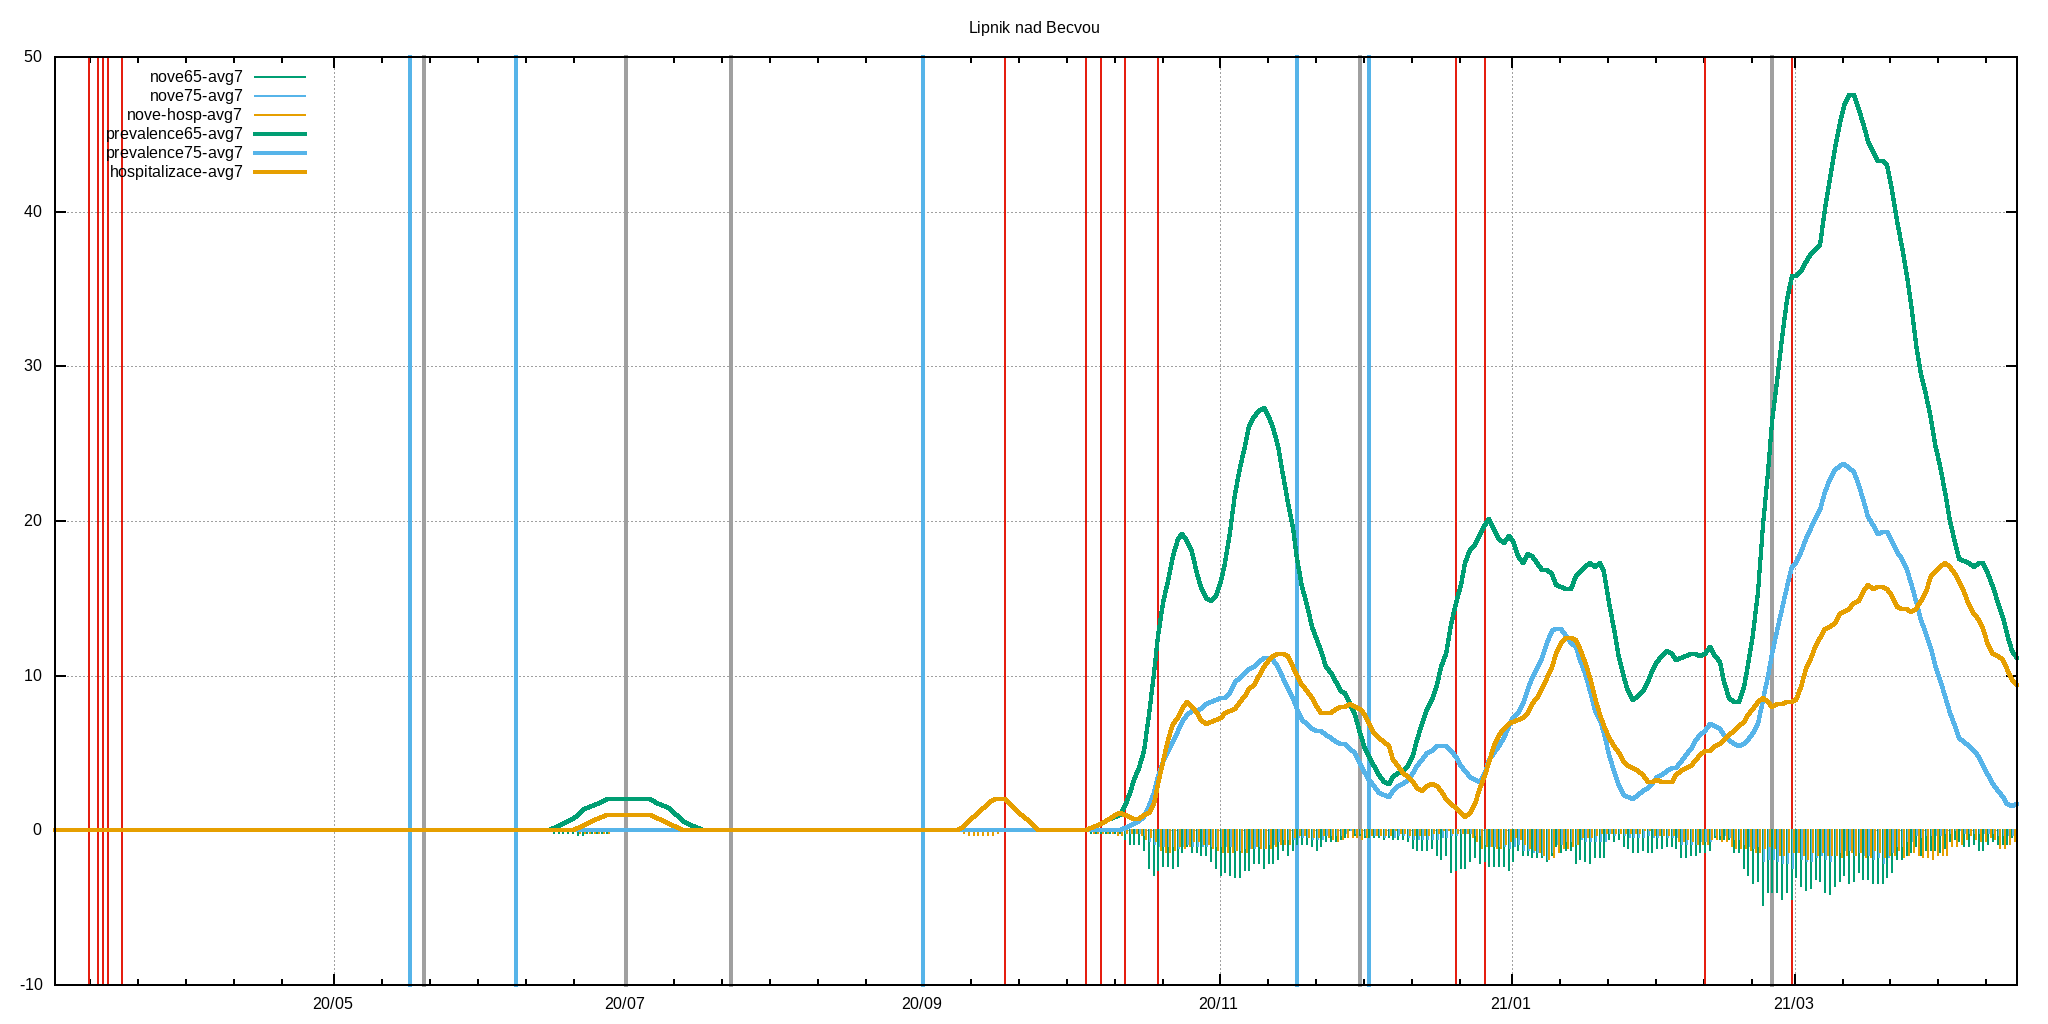 Lipnik nad Becvou
50
nove65-avg7
nove75-avg7
nove-hosp-avg7
prevalence65-avg7
prevalence75-avg7
hospitalizace-avg7
40
30
20
10
0
-10
20/05
20/07
20/09
20/11
21/01
21/03